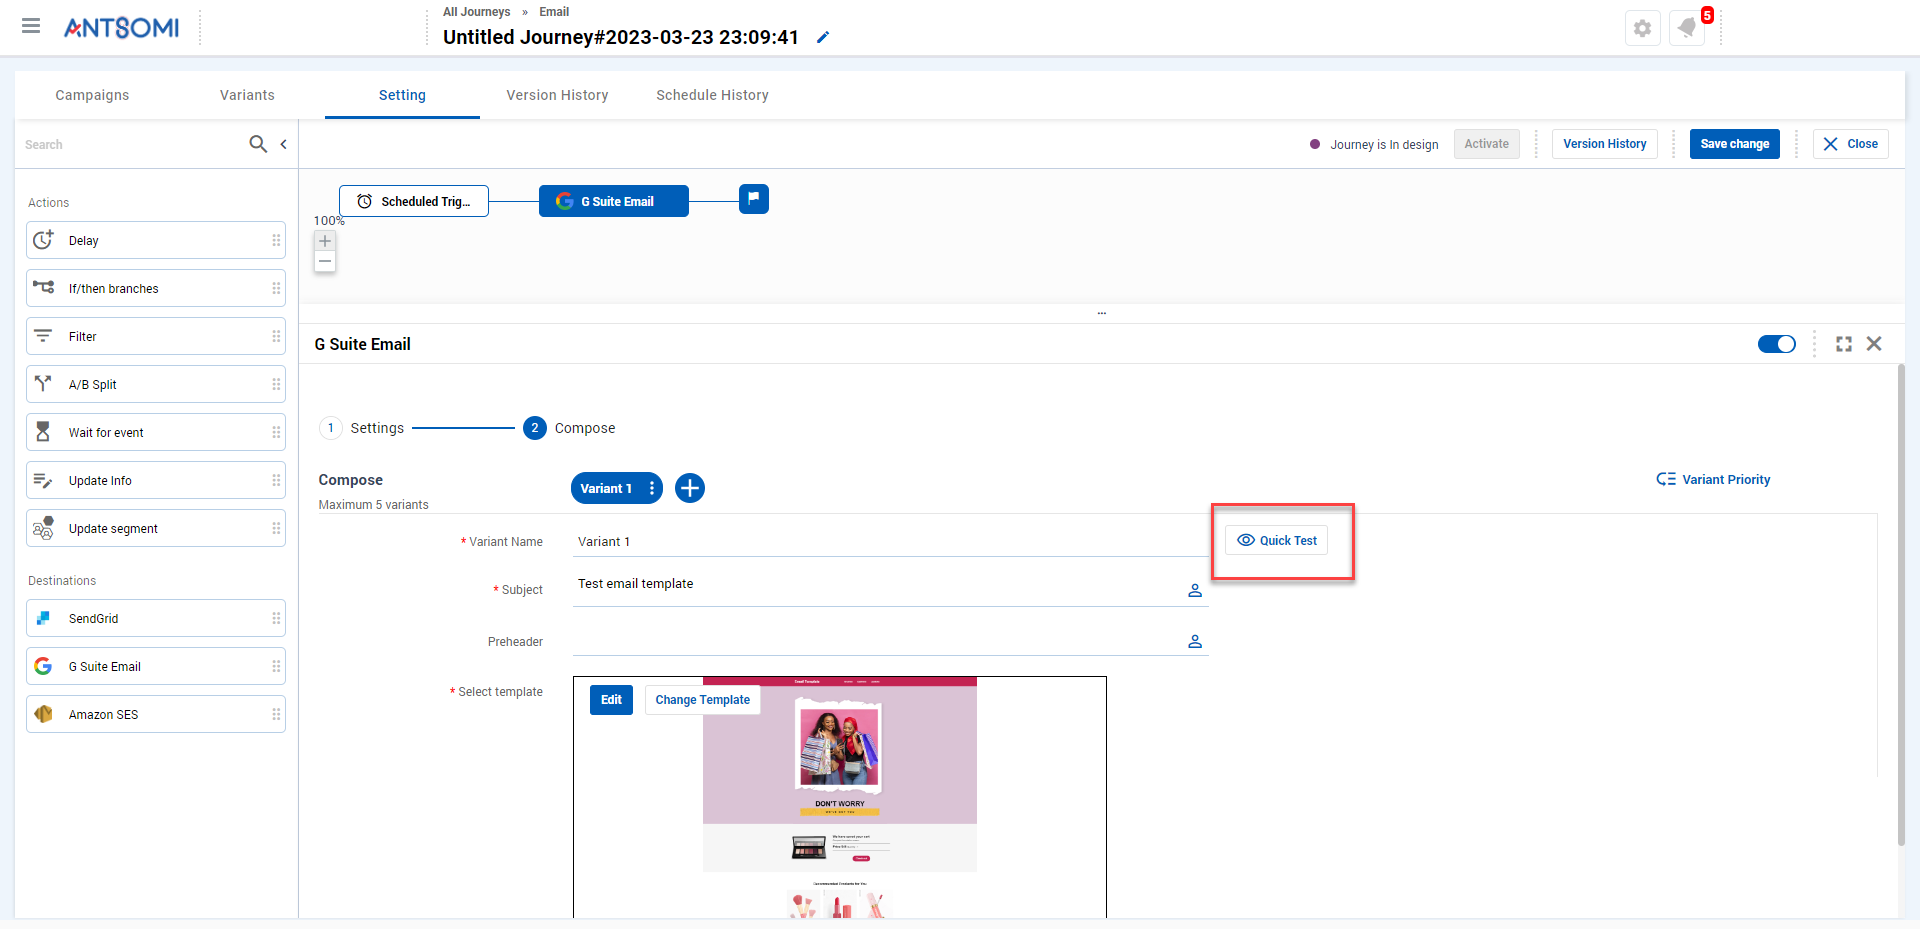 All Journeys » Email
ANTSOMI
Untitled Journey#2023-03-23 23:09:41
5
Campaigns
Variants
Setting
Version History
Schedule History
Search
Journey is In design
Activate
Version History
Save change
Close
Actions
Delay
If/then branches
Filter
A/B Split
Wait for event
Update Info
Update segment
Destinations
SendGrid
G Suite Email
Amazon SES
Scheduled Trig...
G Suite Email
100%
...
G Suite Email
1 Settings
2 Compose
Compose
Maximum 5 variants
Variant 1
Variant Priority
* Variant Name
Variant 1
Quick Test
* Subject
Test email template
Preheader
* Select template
Edit
Change Template
DON'T WORRY